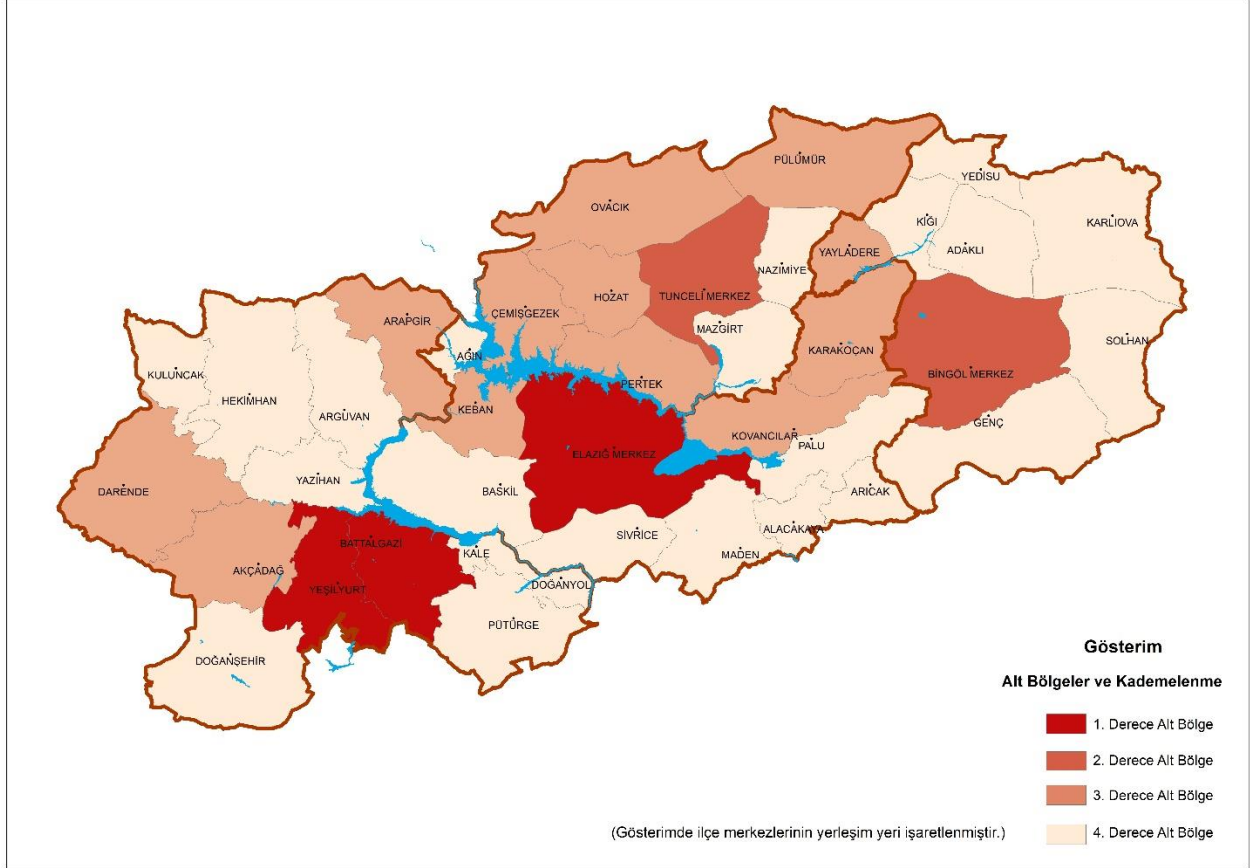 PÜLÜMÜR
YEDİSU
OVACIK
KİĞI
KARLIOVA
YAYLADERE
ADAKLI
NAZIMİYE
HOZAT
TUNCELİ MERKEZ
ÇEMİŞGEZEK
ARAPGİR
MAZGİRT
SOLHAN
KARAKOÇAN
AĞIN
KULUNCAK
BİNGÖL MERKEZ
PERTEK
HEKİMHAN
KEBAN
ARGUVAN
GENÇ
KOVANCILAR
PALU
ELAZIĞ MERKEZ
YAZIHAN
DARENDE
BASKİL
ARICAK
ALACAKAYA
SİVRİCE
BATTALGAZİ
KALE
MADEN
AKÇADAĞ
DOĞANYOL
YEŞİLYURT
PÜTÜRGE
DOĞANŞEHİR
Gösterim
Alt Bölgeler ve Kademelenme
1. Derece Alt Bölge
2. Derece Alt Bölge
3. Derece Alt Bölge
4. Derece Alt Bölge
(Gösterimde ilçe merkezlerinin yerleşim yeri işaretlenmiştir.)